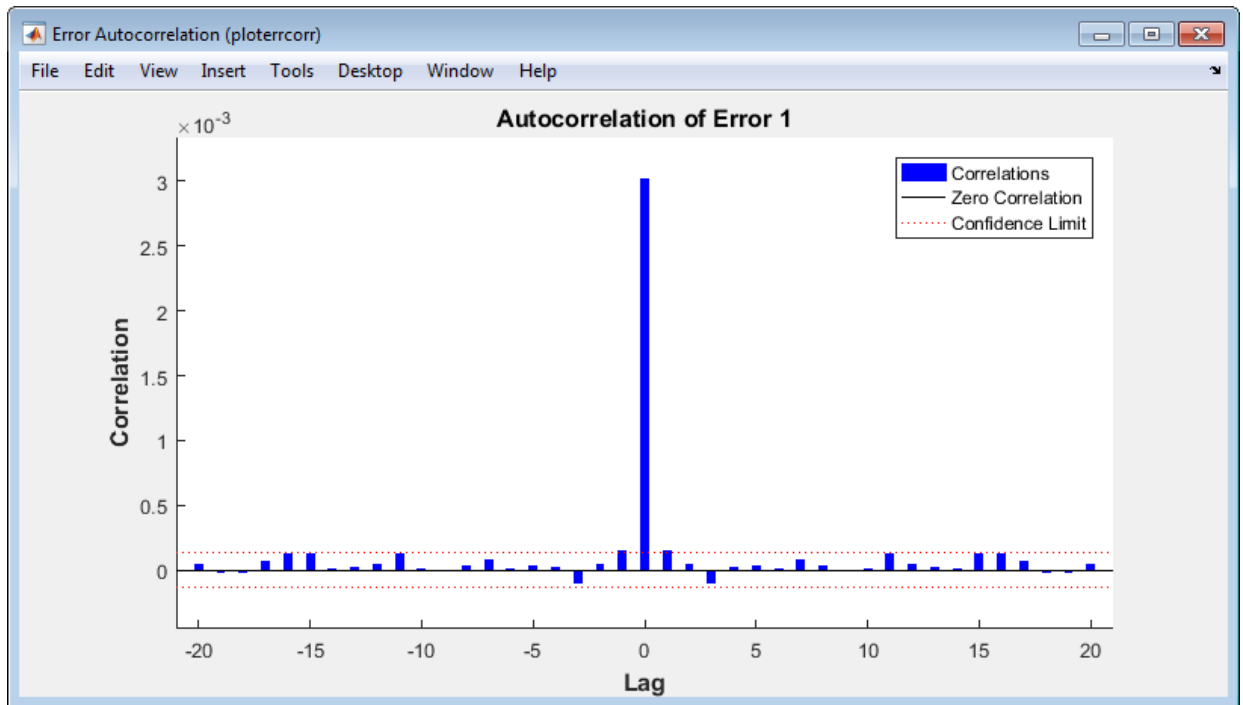 Error Autocorrelation (ploterrcorr)
File Edit View Insert Tools Desktop Window Help
Autocorrelation of Error 1
×10⁻³
Correlations
Zero Correlation
Confidence Limit
3
2.5
2
1.5
1
0.5
0
Correlation
-20 -15 -10 -5 0 5 10 15 20
Lag